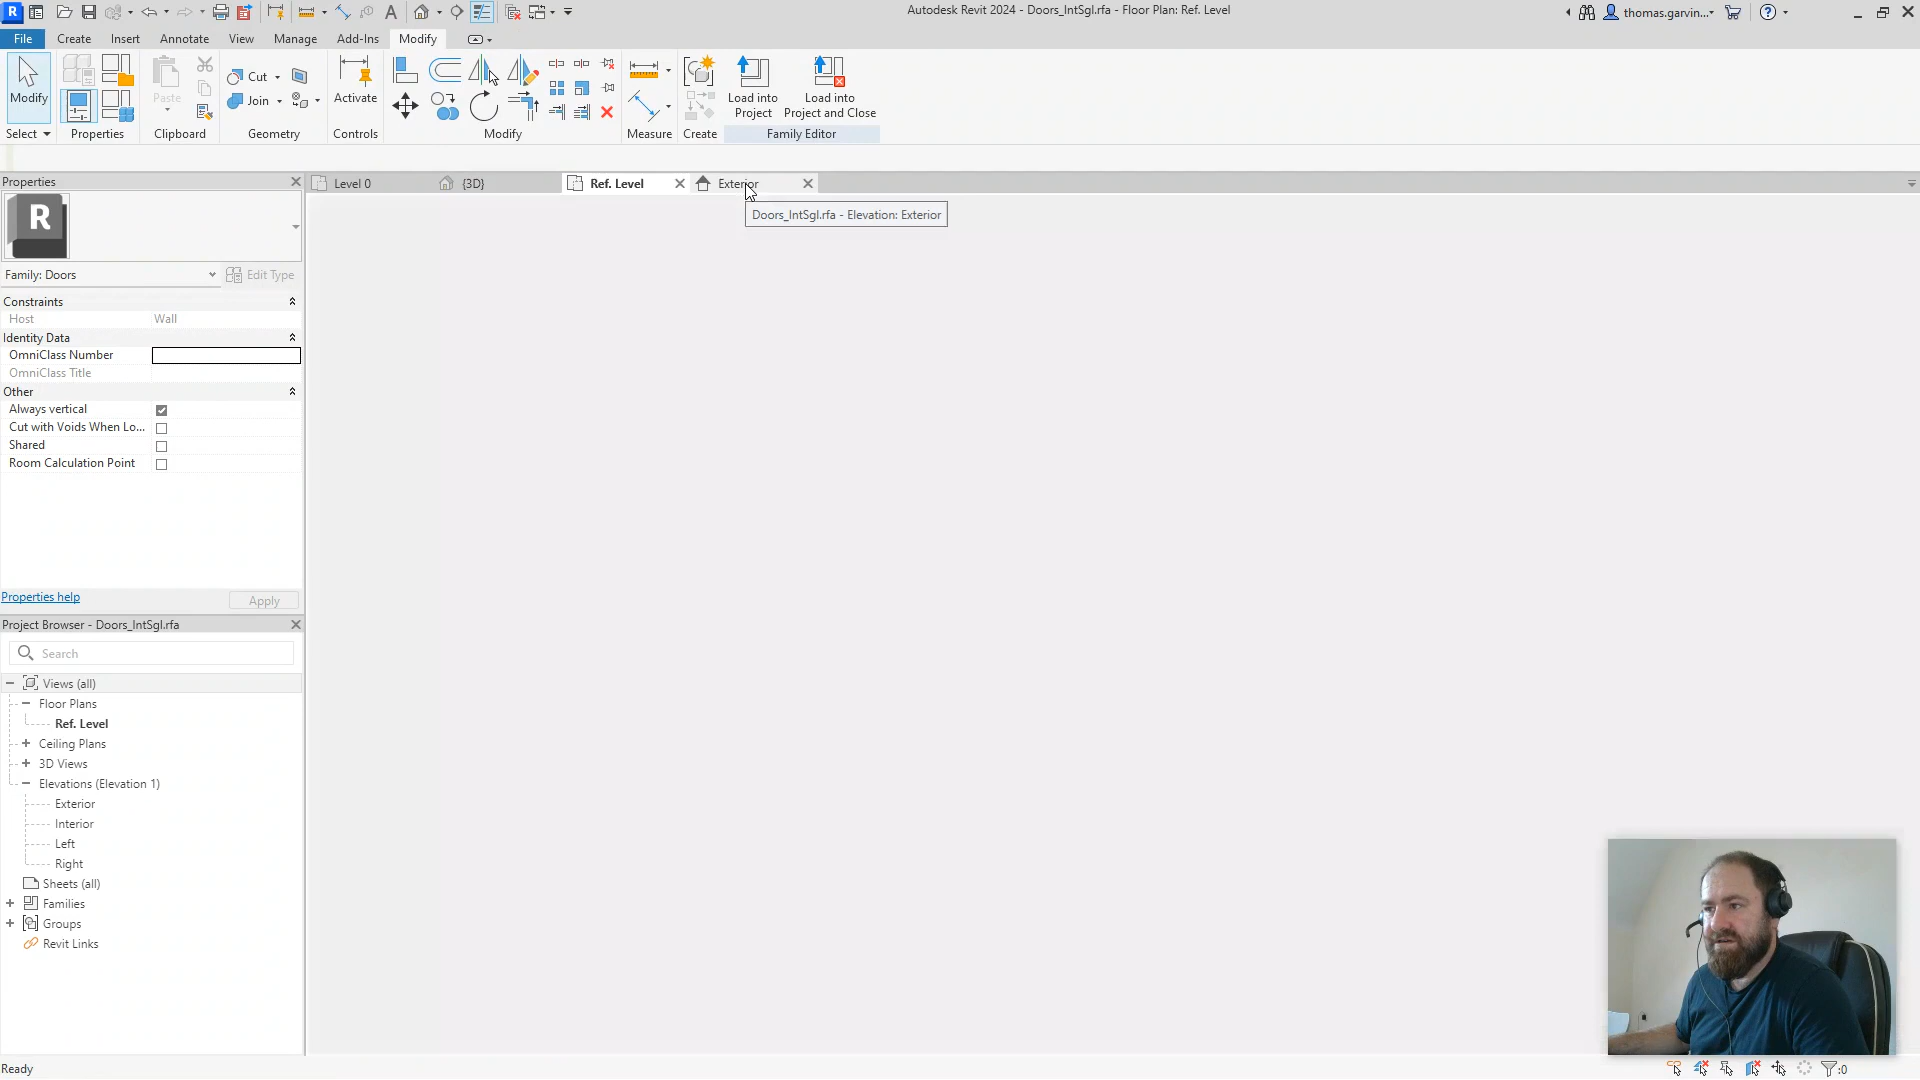 Autodesk Revit 2024 - Doors_IntSgl.rfa - Floor Plan: Ref. Level
thomas.garvin...
File Create Insert Annotate View Manage Add-Ins Modify
Modify
Paste
Cut
Join
Activate
Load into
Project
Load into
Project and Close
Select Properties Clipboard Geometry Controls Modify Measure Create Family Editor
Properties
Level 0 {3D} Ref. Level Exterior
Doors_IntSgl.rfa - Elevation: Exterior
R
Family: Doors Edit Type
Constraints
Host Wall
Identity Data
OmniClass Number
OmniClass Title
Other
Always vertical
Cut with Voids When Lo...
Shared
Room Calculation Point
Properties help Apply
Project Browser - Doors_IntSgl.rfa
Search
Views (all)
Floor Plans
Ref. Level
Ceiling Plans
3D Views
Elevations (Elevation 1)
Exterior
Interior
Left
Right
Sheets (all)
Families
Groups
Revit Links
Ready
:0